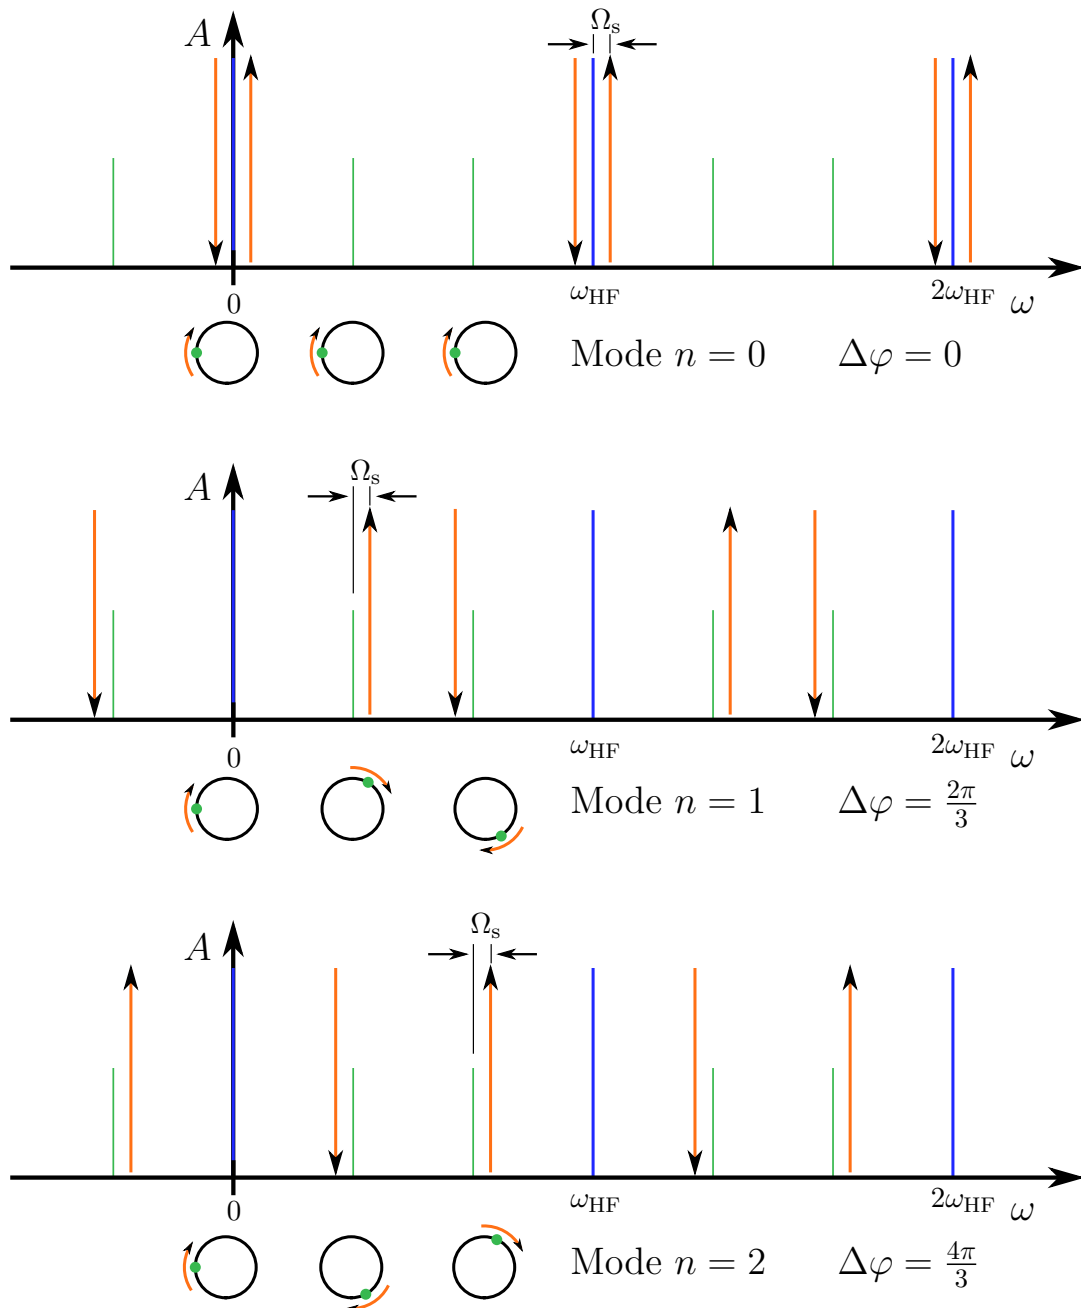 Ωs
A
0 ωHF 2ωHF ω
Mode n = 0 Δφ = 0
Ωs
A
0 ωHF 2ωHF ω
Mode n = 1 Δφ = 2π/3
Ωs
A
0 ωHF 2ωHF ω
Mode n = 2 Δφ = 4π/3